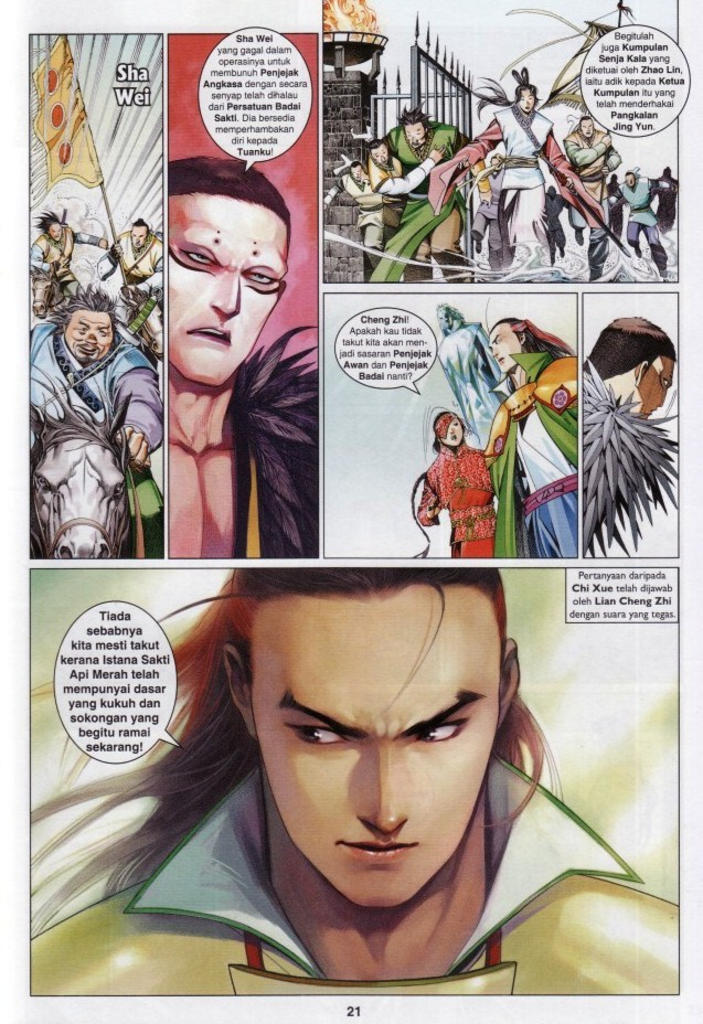 Sha
Wei
Sha Wei
yang gagal dalam
operasinya untuk
membunuh Penjejak
Angkasa dengan secara
senyap telah dihalau
dari Persatuan Badai
Sakti. Dia bersedia
memperhambakan
diri kepada
Tuanku!
Begitulah
juga Kumpulan
Senja Kala yang
diketuai oleh Zhao Lin,
iaitu adik kepada Ketua
Kumpulan itu yang
telah menderhakai
Pangkalan
Jing Yun.
Cheng Zhi!
Apakah kau tidak
takut kita akan men-
jadi sasaran Penjejak
Awan dan Penjejak
Badai nanti?
Pertanyaan daripada
Chi Xue telah dijawab
oleh Lian Cheng Zhi
dengan suara yang tegas.
Tiada
sebabnya
kita mesti takut
kerana Istana Sakti
Api Merah telah
mempunyai dasar
yang kukuh dan
sokongan yang
begitu ramai
sekarang!
21